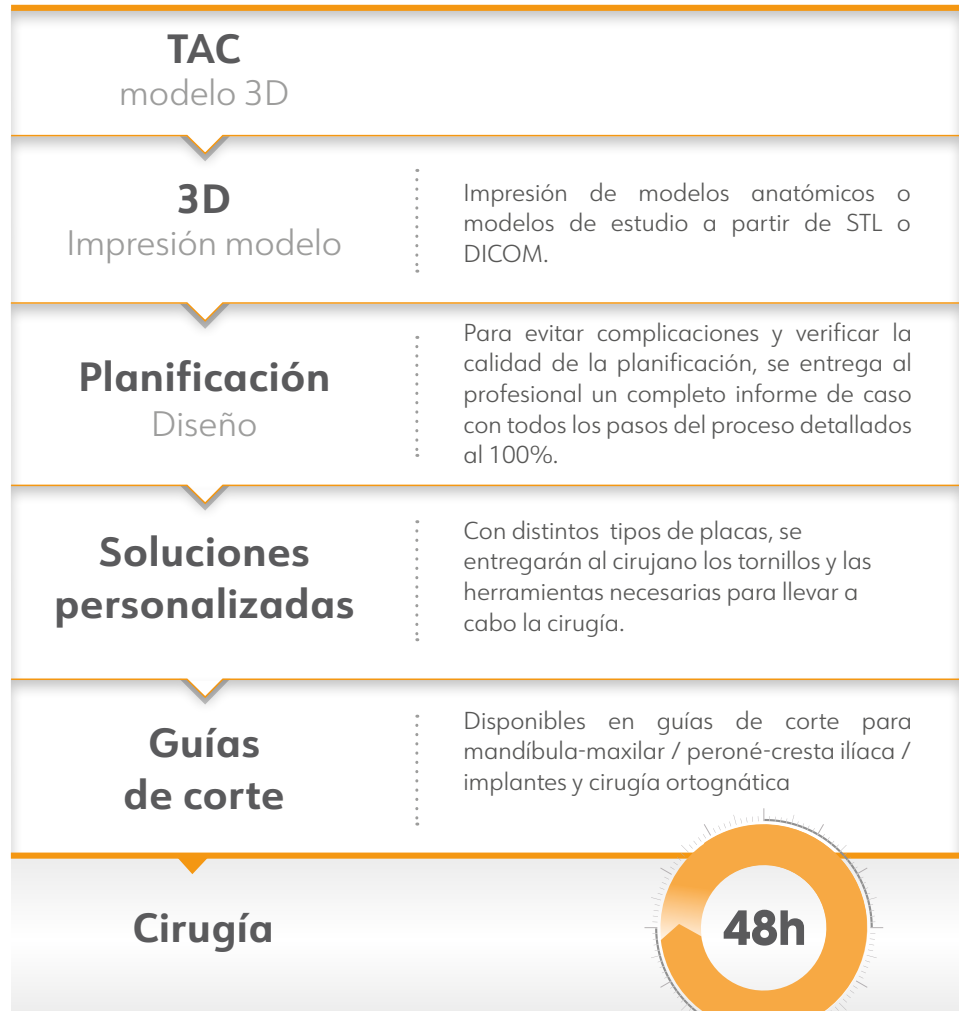 TAC
modelo 3D
3D
Impresión modelo
Impresión de modelos anatómicos o
modelos de estudio a partir de STL o
DICOM.
Planificación
Diseño
Para evitar complicaciones y verificar la
calidad de la planificación, se entrega al
profesional un completo informe de caso
con todos los pasos del proceso detallados
al 100%.
Soluciones
personalizadas
Con distintos tipos de placas, se
entregarán al cirujano los tornillos y las
herramientas necesarias para llevar a
cabo la cirugía.
Guías
de corte
Disponibles en guías de corte para
mandíbula-maxilar / peroné-cresta ilíaca /
implantes y cirugía ortognática
Cirugía
48h